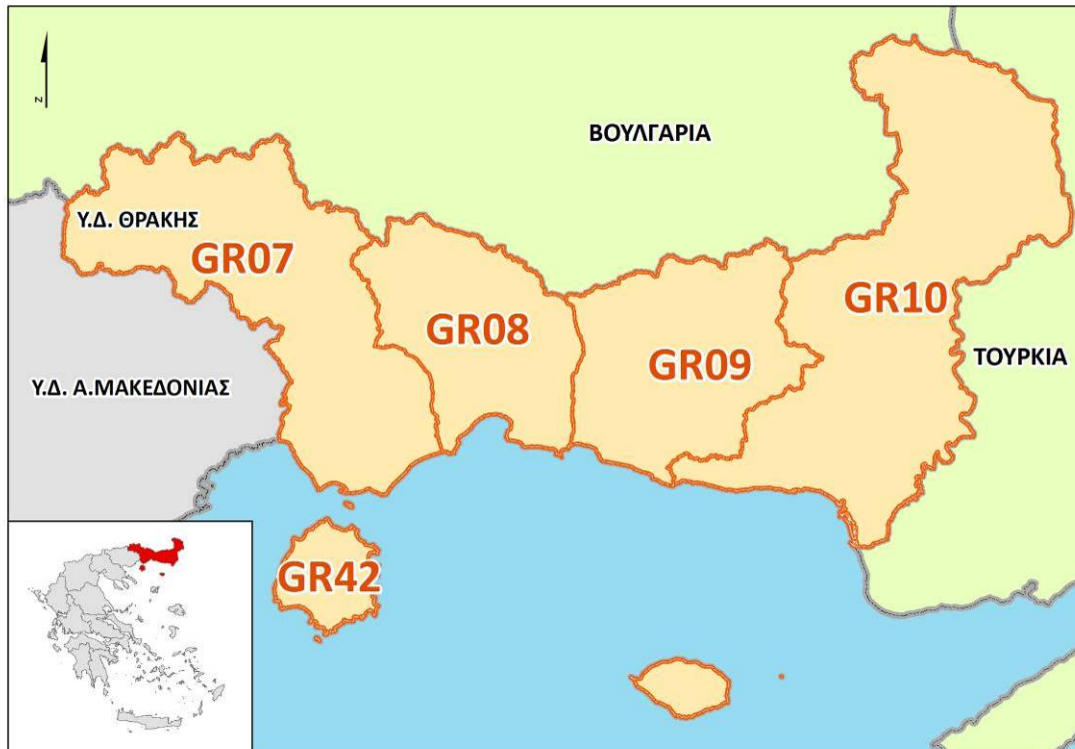 Z
ΒΟΥΛΓΑΡΙΑ
Υ.Δ. ΘΡΑΚΗΣ
GR07
GR10
GR08
GR09
ΤΟΥΡΚΙΑ
Υ.Δ. Α.ΜΑΚΕΔΟΝΙΑΣ
GR42